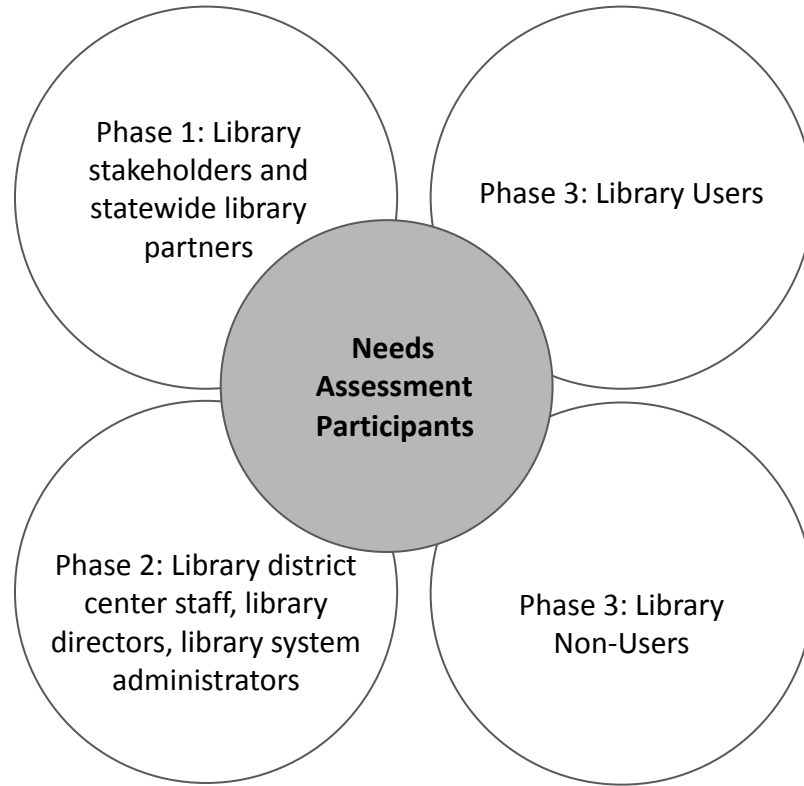 Phase 1: Library
stakeholders and
statewide library
partners
Phase 3: Library Users
Needs
Assessment
Participants
Phase 2: Library district
center staff, library
directors, library system
administrators
Phase 3: Library
Non-Users